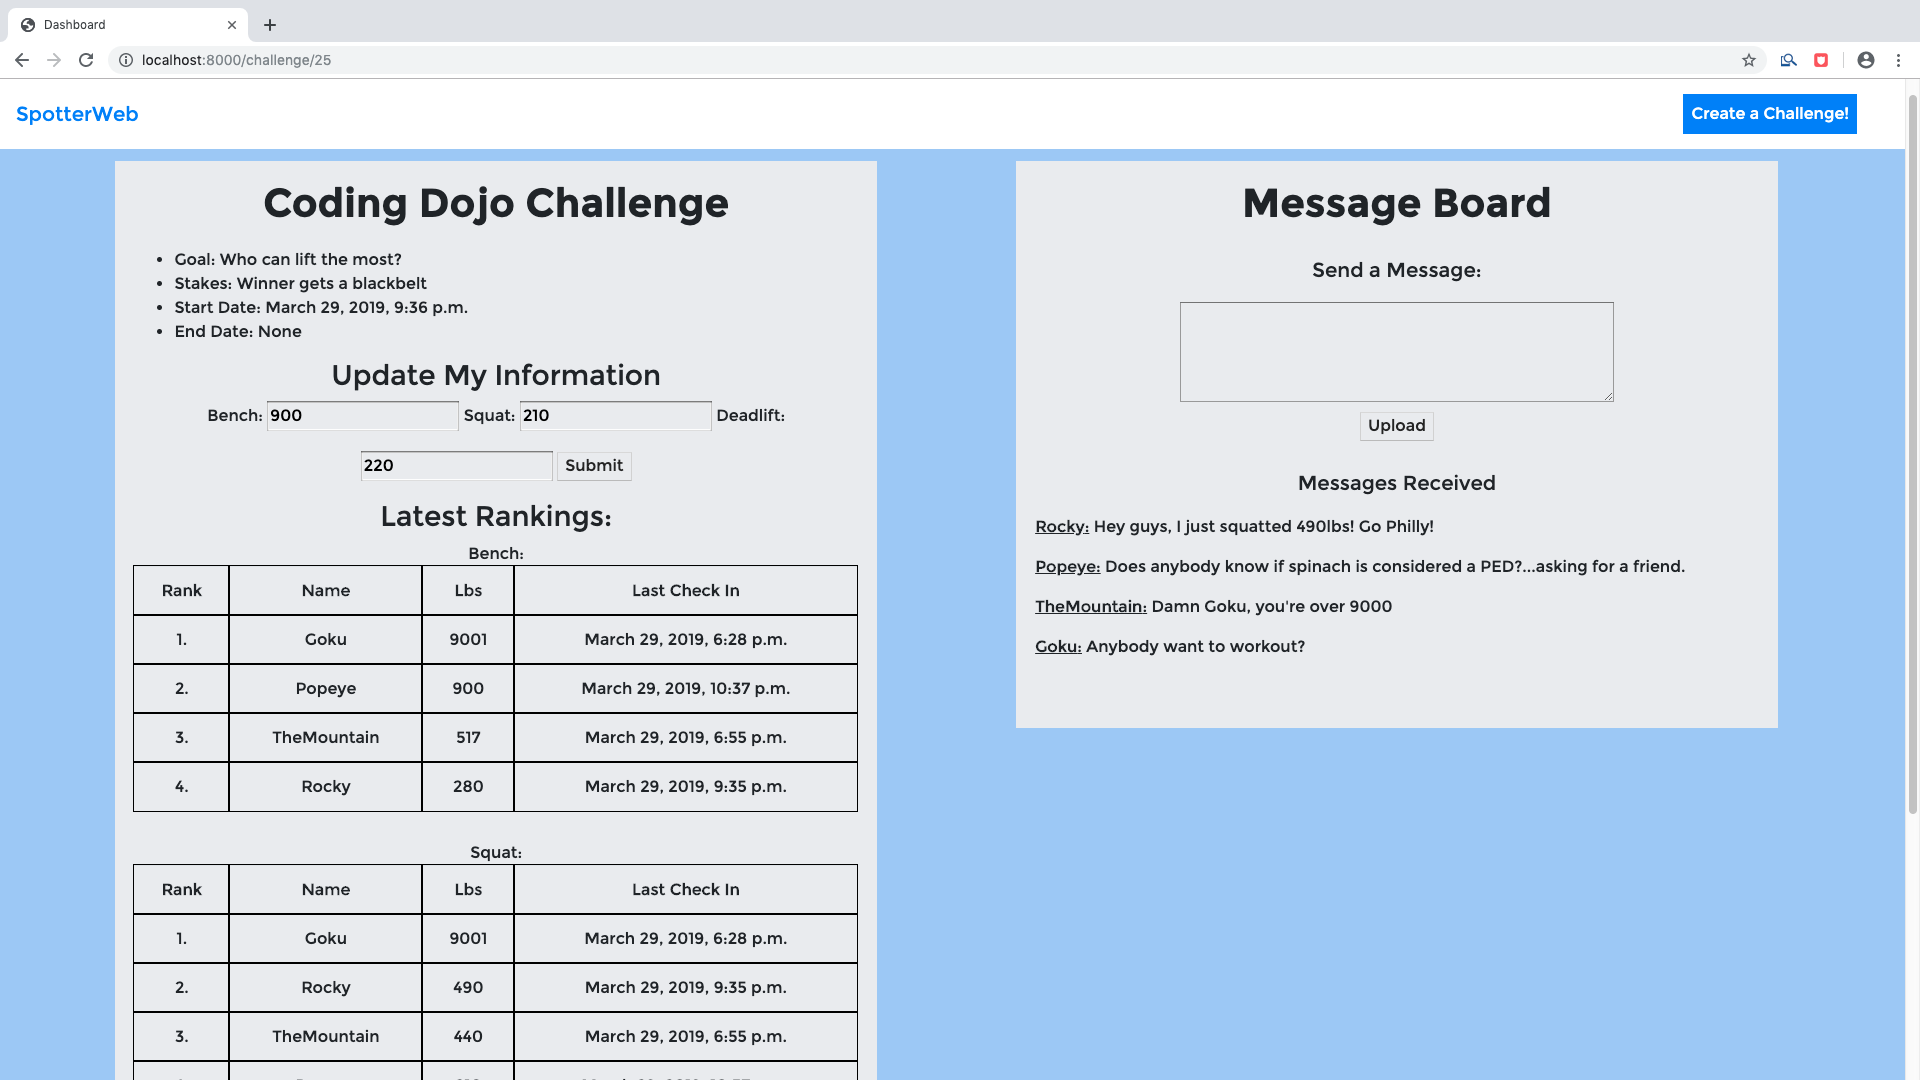 Dashboard
localhost:8000/challenge/25
SpotterWeb
Create a Challenge!
Coding Dojo Challenge
Goal: Who can lift the most?
Stakes: Winner gets a blackbelt
Start Date: March 29, 2019, 9:36 p.m.
End Date: None
Update My Information
Bench: 900 Squat: 210 Deadlift:
220 Submit
Latest Rankings:
Bench:
Rank Name Lbs Last Check In
1. Goku 9001 March 29, 2019, 6:28 p.m.
2. Popeye 900 March 29, 2019, 10:37 p.m.
3. TheMountain 517 March 29, 2019, 6:55 p.m.
4. Rocky 280 March 29, 2019, 9:35 p.m.
Squat:
Rank Name Lbs Last Check In
1. Goku 9001 March 29, 2019, 6:28 p.m.
2. Rocky 490 March 29, 2019, 9:35 p.m.
3. TheMountain 440 March 29, 2019, 6:55 p.m.
Message Board
Send a Message:
Upload
Messages Received
Rocky: Hey guys, I just squatted 490lbs! Go Philly!
Popeye: Does anybody know if spinach is considered a PED?...asking for a friend.
TheMountain: Damn Goku, you're over 9000
Goku: Anybody want to workout?